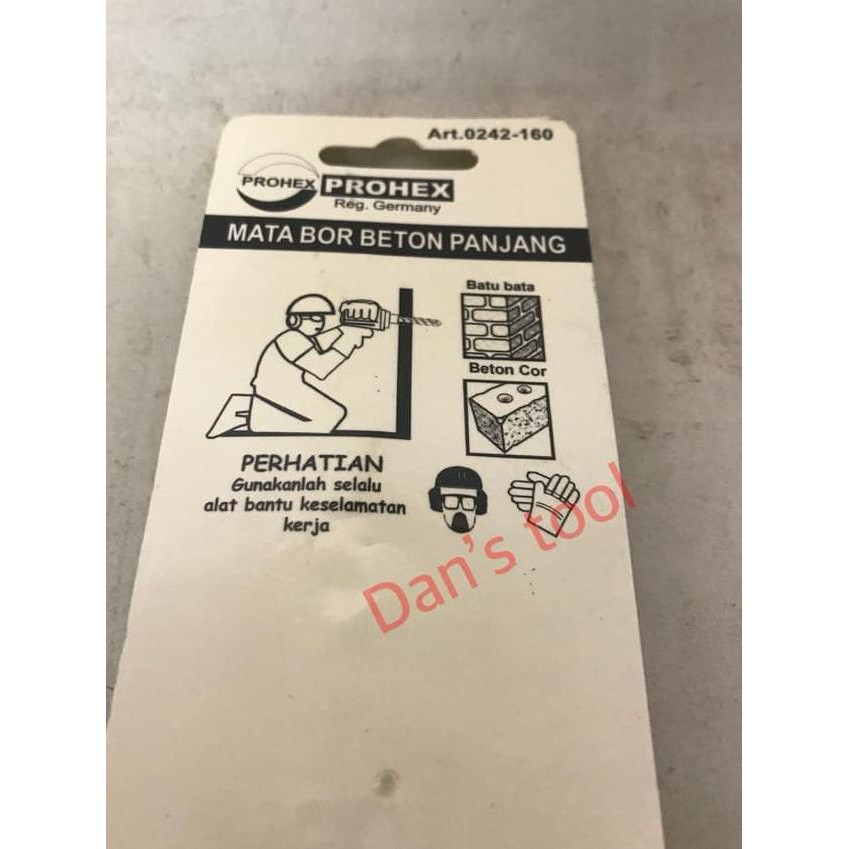 Art.0242-160
PROHEX PROHEX
Reg. Germany
MATA BOR BETON PANJANG
Batu bata
Beton Cor
PERHATIAN
Gunakanlah selalu
alat bantu keselamatan
kerja
Dan's tool